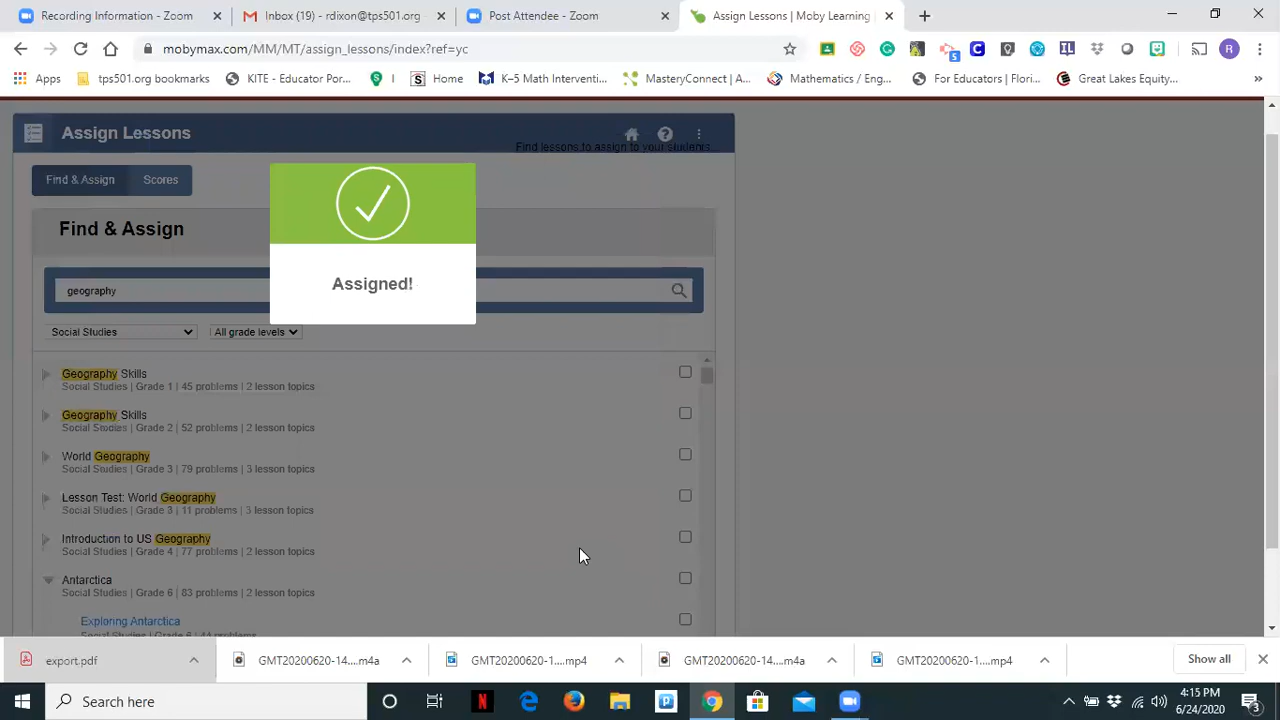 Recording Information - Zoom
Inbox (19) - rdixon@tps501.org
Post Attendee - Zoom
Assign Lessons | Moby Learning
mobymax.com/MM/MT/assign_lessons/index?ref=yc
R
Apps
tps501.org bookmarks
KITE - Educator Por...
I
Home
K–5 Math Interventi...
MasteryConnect | A...
Mathematics / Eng...
For Educators | Flori...
Great Lakes Equity...
Assign Lessons
Find lessons to assign to your students...
Find & Assign
Scores
Find & Assign
geography
Assigned!
Social Studies
All grade levels
Geography Skills
Social Studies | Grade 1 | 45 problems | 2 lesson topics
Geography Skills
Social Studies | Grade 2 | 52 problems | 2 lesson topics
World Geography
Social Studies | Grade 3 | 79 problems | 3 lesson topics
Lesson Test: World Geography
Social Studies | Grade 3 | 11 problems | 3 lesson topics
Introduction to US Geography
Social Studies | Grade 4 | 77 problems | 2 lesson topics
Antarctica
Social Studies | Grade 6 | 83 problems | 2 lesson topics
Exploring Antarctica
Social Studies | Grade 6 | 44 problems
export.pdf
GMT20200620-14....m4a
GMT20200620-1....mp4
GMT20200620-14....m4a
GMT20200620-1....mp4
Show all
Search here
4:15 PM
6/24/2020
3